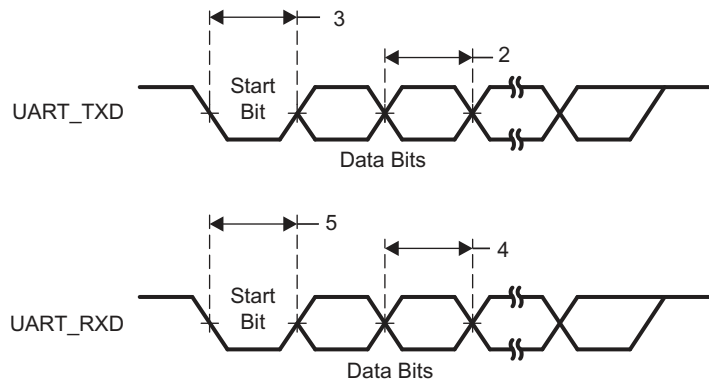 3
2
UART_TXD
Start
Bit
Data Bits
5
4
UART_RXD
Start
Bit
Data Bits